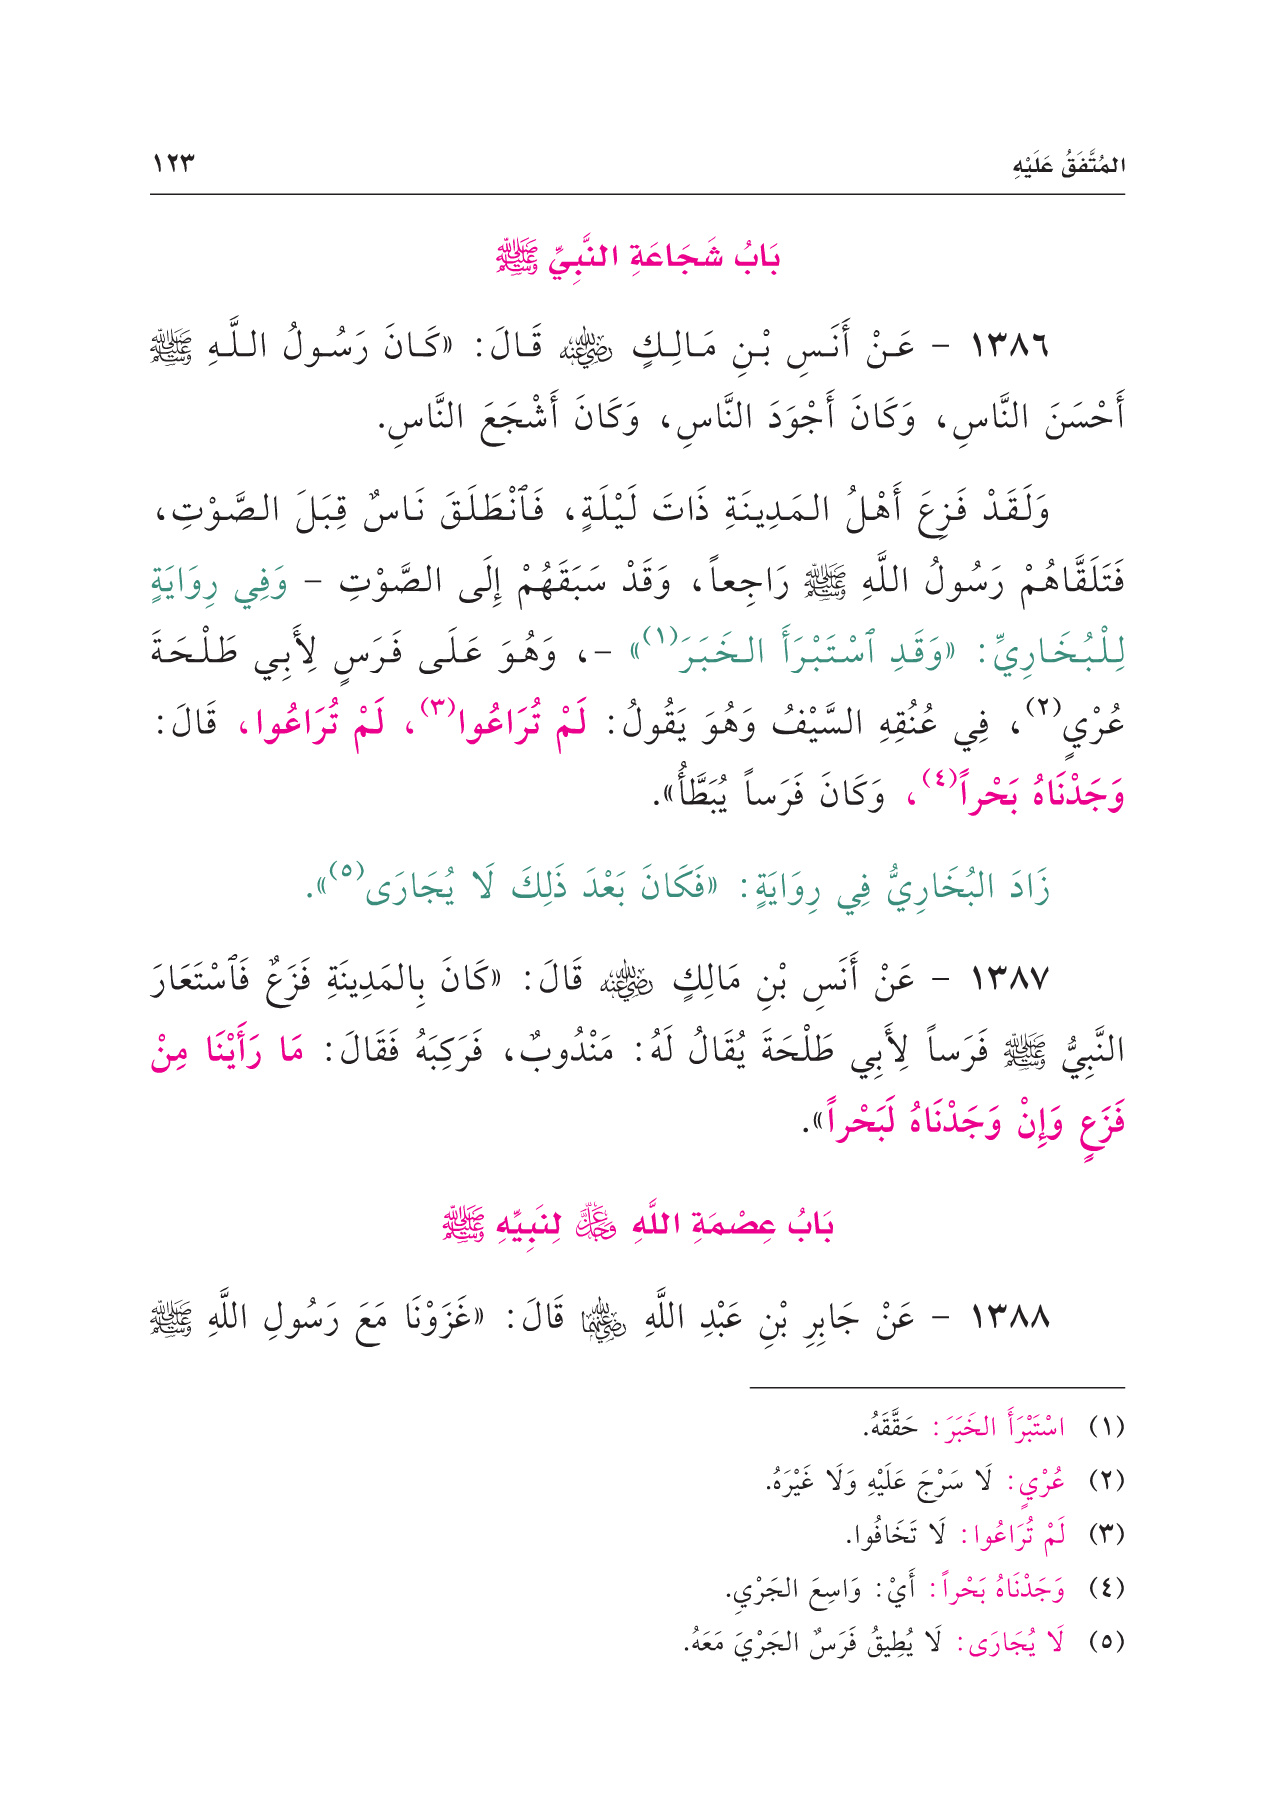 المُتَّفَقُ عَلَيْهِ
١٢٣
بَابُ شَجَاعَةِ النَّبِيِّ ﷺ
١٣٨٦ - عَنْ أَنَسِ بْنِ مَالِكٍ رضي الله عنه قَالَ: «كَانَ رَسُولُ اللَّهِ ﷺ
أَحْسَنَ النَّاسِ، وَكَانَ أَجْوَدَ النَّاسِ، وَكَانَ أَشْجَعَ النَّاسِ.
وَلَقَدْ فَزِعَ أَهْلُ المَدِينَةِ ذَاتَ لَيْلَةٍ، فَٱنْطَلَقَ نَاسٌ قِبَلَ الصَّوْتِ،
فَتَلَقَّاهُمْ رَسُولُ اللَّهِ ﷺ رَاجِعاً، وَقَدْ سَبَقَهُمْ إِلَى الصَّوْتِ - وَفِي رِوَايَةٍ
لِلْبُخَارِيِّ: «وَقَدِ ٱسْتَبْرَأَ الخَبَرَ(١)» -، وَهُوَ عَلَى فَرَسٍ لِأَبِي طَلْحَةَ
عُرْيٍ(٢)، فِي عُنُقِهِ السَّيْفُ وَهُوَ يَقُولُ: لَمْ تُرَاعُوا(٣)، لَمْ تُرَاعُوا، قَالَ:
وَجَدْنَاهُ بَحْراً(٤)، وَكَانَ فَرَساً يُبَطَّأُ».
زَادَ البُخَارِيُّ فِي رِوَايَةٍ: «فَكَانَ بَعْدَ ذَلِكَ لَا يُجَارَى(٥)».
١٣٨٧ - عَنْ أَنَسِ بْنِ مَالِكٍ رضي الله عنه قَالَ: «كَانَ بِالمَدِينَةِ فَزَعٌ فَٱسْتَعَارَ
النَّبِيُّ ﷺ فَرَساً لِأَبِي طَلْحَةَ يُقَالُ لَهُ: مَنْدُوبٌ، فَرَكِبَهُ فَقَالَ: مَا رَأَيْنَا مِنْ
فَزَعٍ وَإِنْ وَجَدْنَاهُ لَبَحْراً».
بَابُ عِصْمَةِ اللَّهِ عز وجل لِنَبِيِّهِ ﷺ
١٣٨٨ - عَنْ جَابِرِ بْنِ عَبْدِ اللَّهِ رضي الله عنهما قَالَ: «غَزَوْنَا مَعَ رَسُولِ اللَّهِ ﷺ
(١) اسْتَبْرَأَ الخَبَرَ: حَقَّقَهُ.
(٢) عُرْيٍ: لَا سَرْجَ عَلَيْهِ وَلَا غَيْرَهُ.
(٣) لَمْ تُرَاعُوا: لَا تَخَافُوا.
(٤) وَجَدْنَاهُ بَحْراً: أَيْ: وَاسِعَ الجَرْيِ.
(٥) لَا يُجَارَى: لَا يُطِيقُ فَرَسٌ الجَرْيَ مَعَهُ.